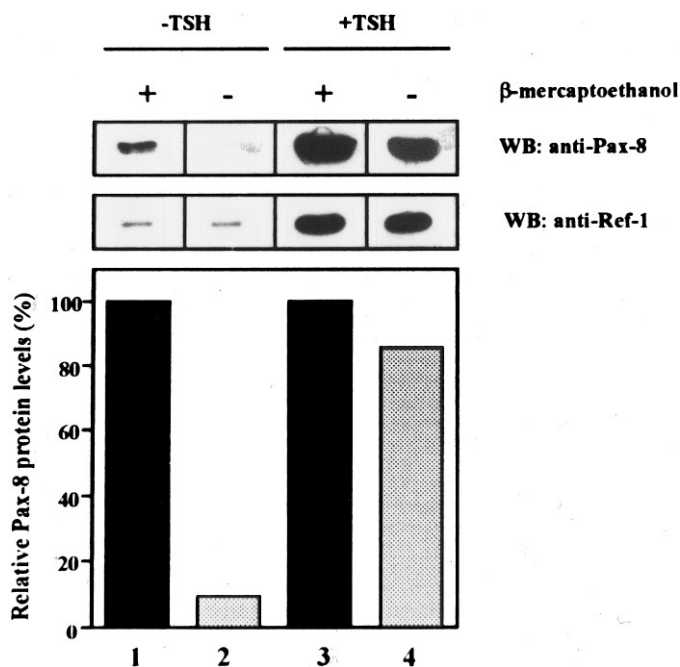 -TSH +TSH
+ - + - β-mercaptoethanol
WB: anti-Pax-8
WB: anti-Ref-1
Relative Pax-8 protein levels (%)
100
80
60
40
20
0
1 2 3 4